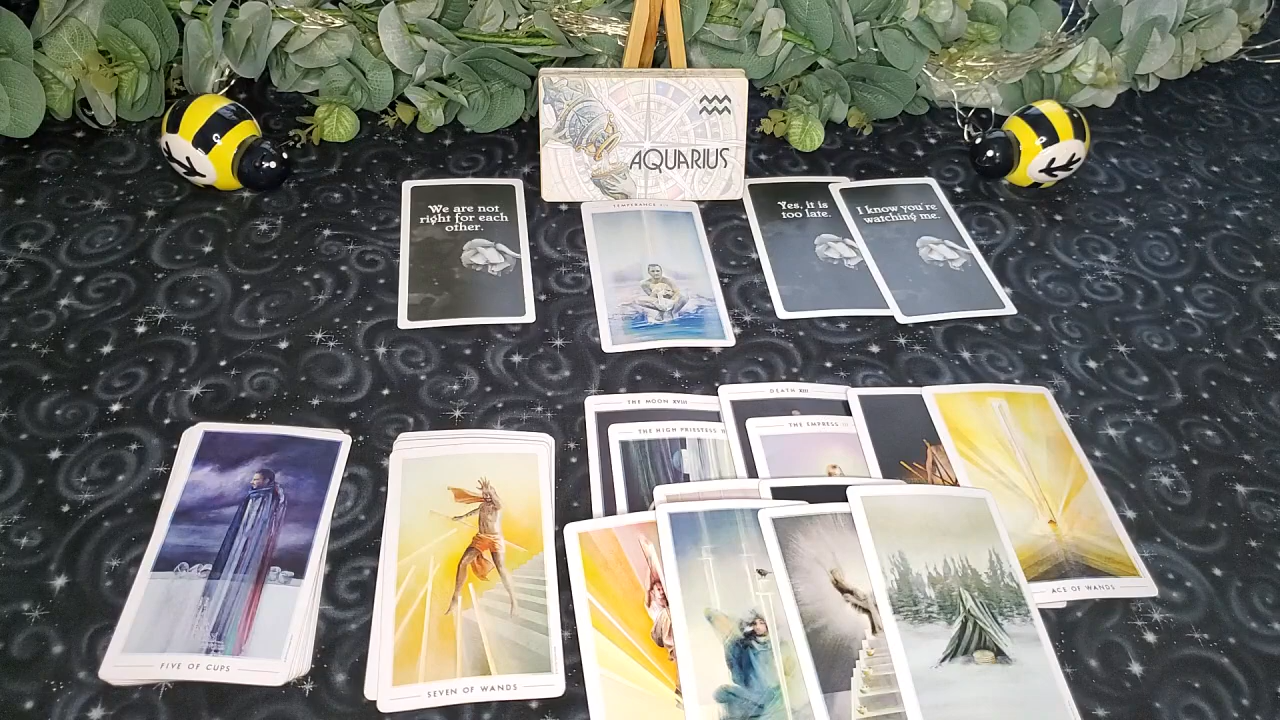 AQUARIUS
We are not
right for each
other.
TEMPERANCE
Yes, it is
too late.
I know you're
watching me.
THE MOON XVIII
DEATH XIII
THE HIGH PRIESTESS II
THE EMPRESS III
ACE OF WANDS
FIVE OF CUPS
SEVEN OF WANDS